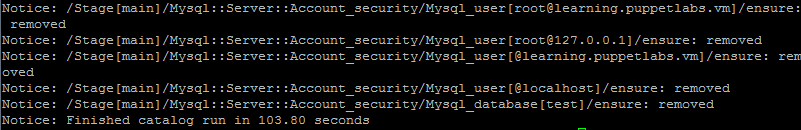 Notice: /Stage[main]/Mysql::Server::Account_security/Mysql_user[root@learning.puppetlabs.vm]/ensure:
 removed
Notice: /Stage[main]/Mysql::Server::Account_security/Mysql_user[root@127.0.0.1]/ensure: removed
Notice: /Stage[main]/Mysql::Server::Account_security/Mysql_user[@learning.puppetlabs.vm]/ensure: rem
oved
Notice: /Stage[main]/Mysql::Server::Account_security/Mysql_user[@localhost]/ensure: removed
Notice: /Stage[main]/Mysql::Server::Account_security/Mysql_database[test]/ensure: removed
Notice: Finished catalog run in 103.80 seconds